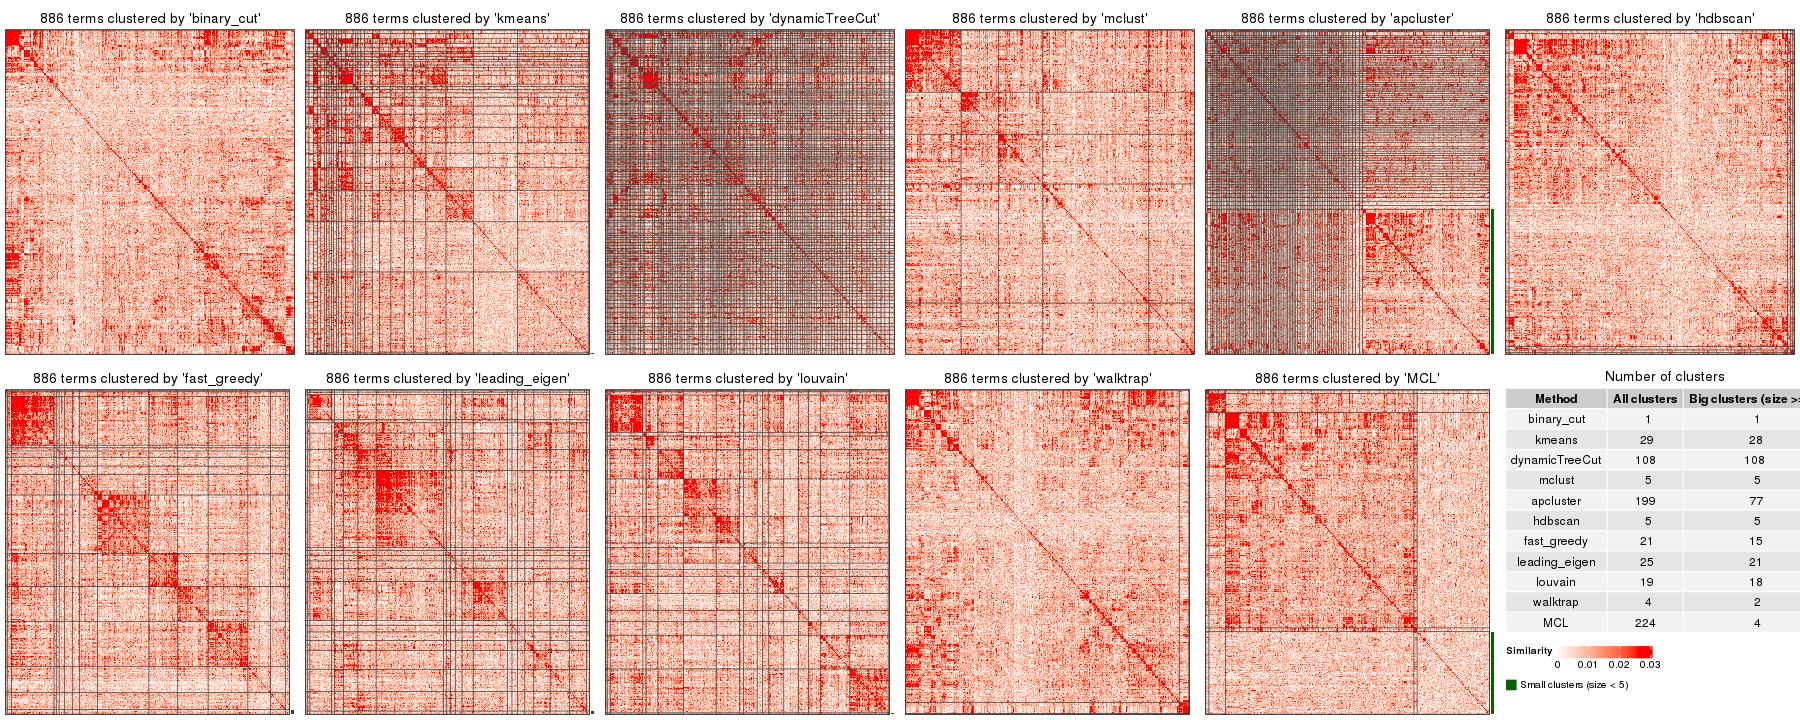 886 terms clustered by 'binary_cut'
886 terms clustered by 'kmeans'
886 terms clustered by 'dynamicTreeCut'
886 terms clustered by 'mclust'
886 terms clustered by 'apcluster'
886 terms clustered by 'hdbscan'
886 terms clustered by 'fast_greedy'
886 terms clustered by 'leading_eigen'
886 terms clustered by 'louvain'
886 terms clustered by 'walktrap'
886 terms clustered by 'MCL'
Number of clusters
Method All clusters Big clusters (size >=
binary_cut 1 1
kmeans 29 28
dynamicTreeCut 108 108
mclust 5 5
apcluster 199 77
hdbscan 5 5
fast_greedy 21 15
leading_eigen 25 21
louvain 19 18
walktrap 4 2
MCL 224 4
Similarity
0 0.01 0.02 0.03
Small clusters (size < 5)